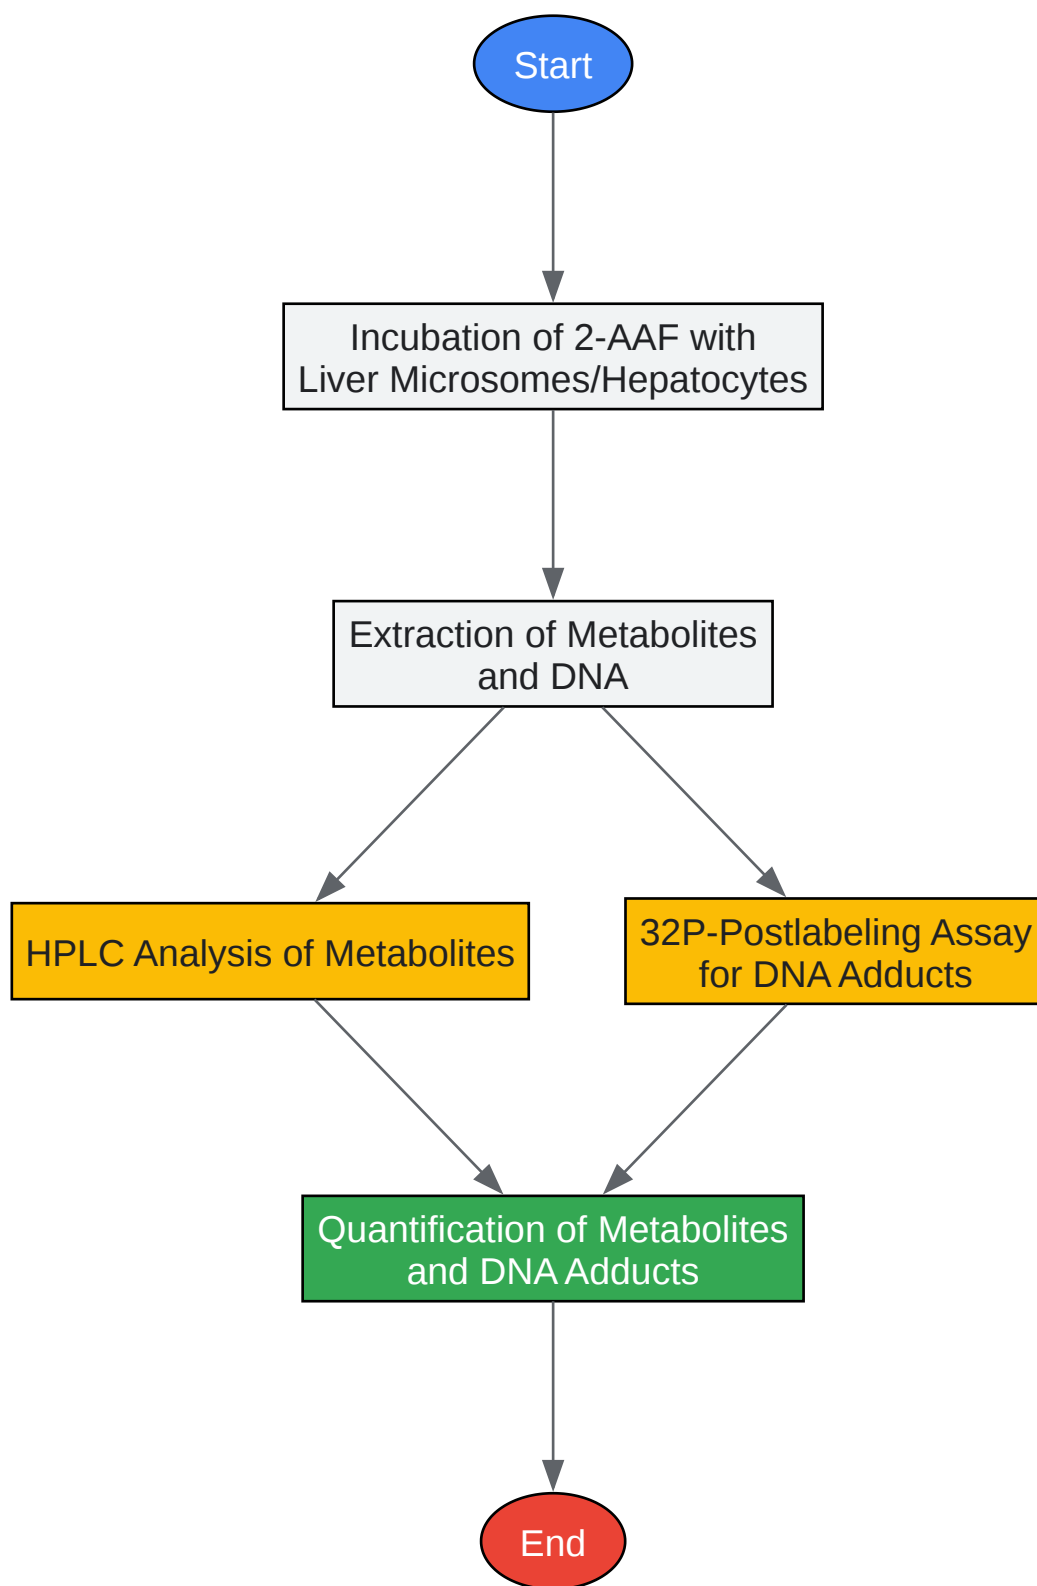 Start
Incubation of 2-AAF with
Liver Microsomes/Hepatocytes
Extraction of Metabolites
and DNA
HPLC Analysis of Metabolites
32P-Postlabeling Assay
for DNA Adducts
Quantification of Metabolites
and DNA Adducts
End